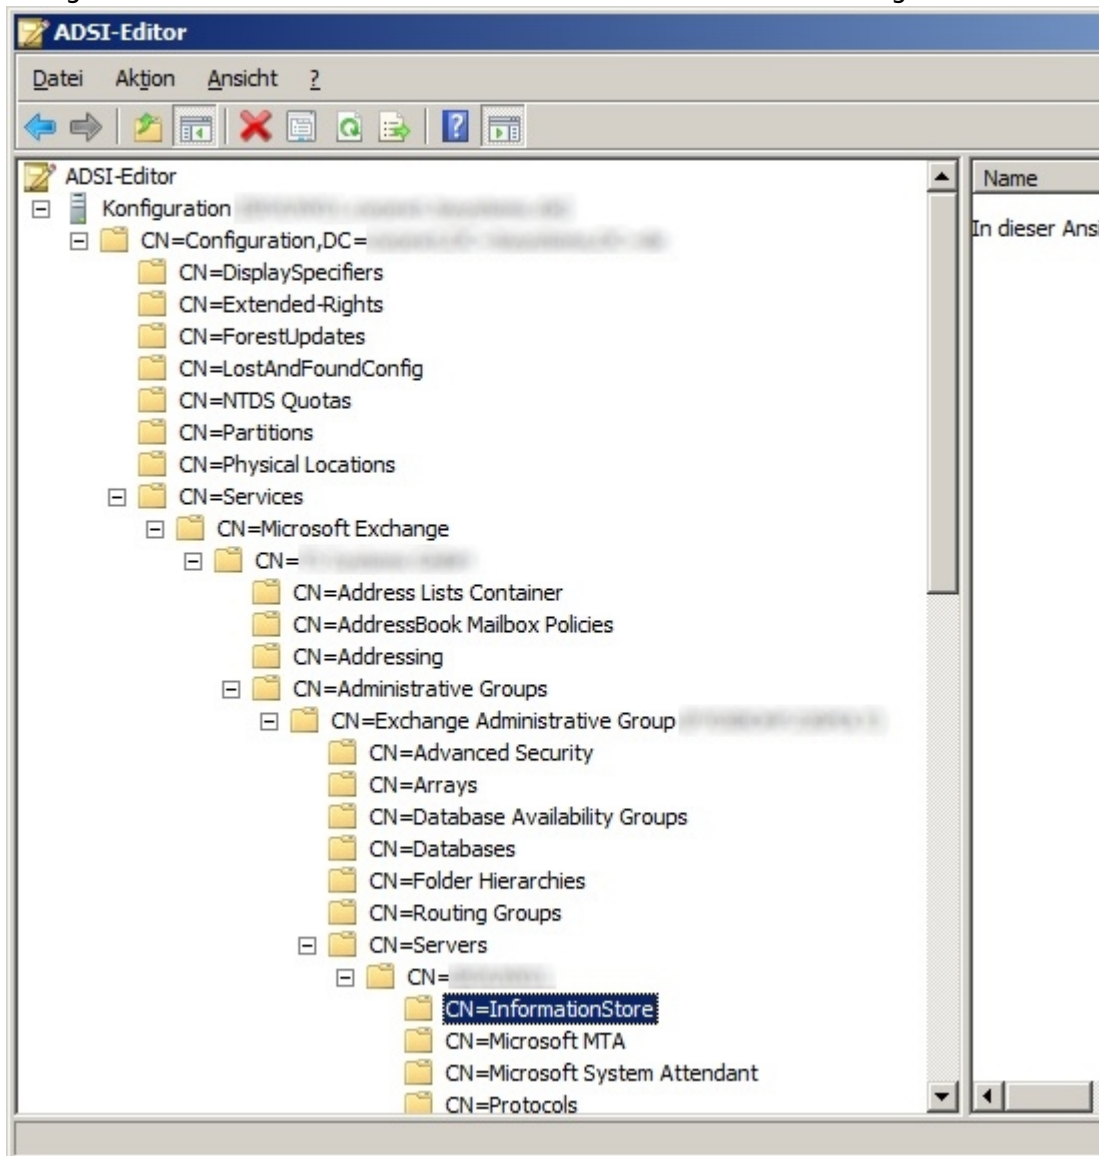 ADSI-Editor
Datei Aktion Ansicht ?
ADSI-Editor
Konfiguration
CN=Configuration,DC=
CN=DisplaySpecifiers
CN=Extended-Rights
CN=ForestUpdates
CN=LostAndFoundConfig
CN=NTDS Quotas
CN=Partitions
CN=Physical Locations
CN=Services
CN=Microsoft Exchange
CN=
CN=Address Lists Container
CN=AddressBook Mailbox Policies
CN=Addressing
CN=Administrative Groups
CN=Exchange Administrative Group
CN=Advanced Security
CN=Arrays
CN=Database Availability Groups
CN=Databases
CN=Folder Hierarchies
CN=Routing Groups
CN=Servers
CN=
CN=InformationStore
CN=Microsoft MTA
CN=Microsoft System Attendant
CN=Protocols
Name
In dieser Ansi